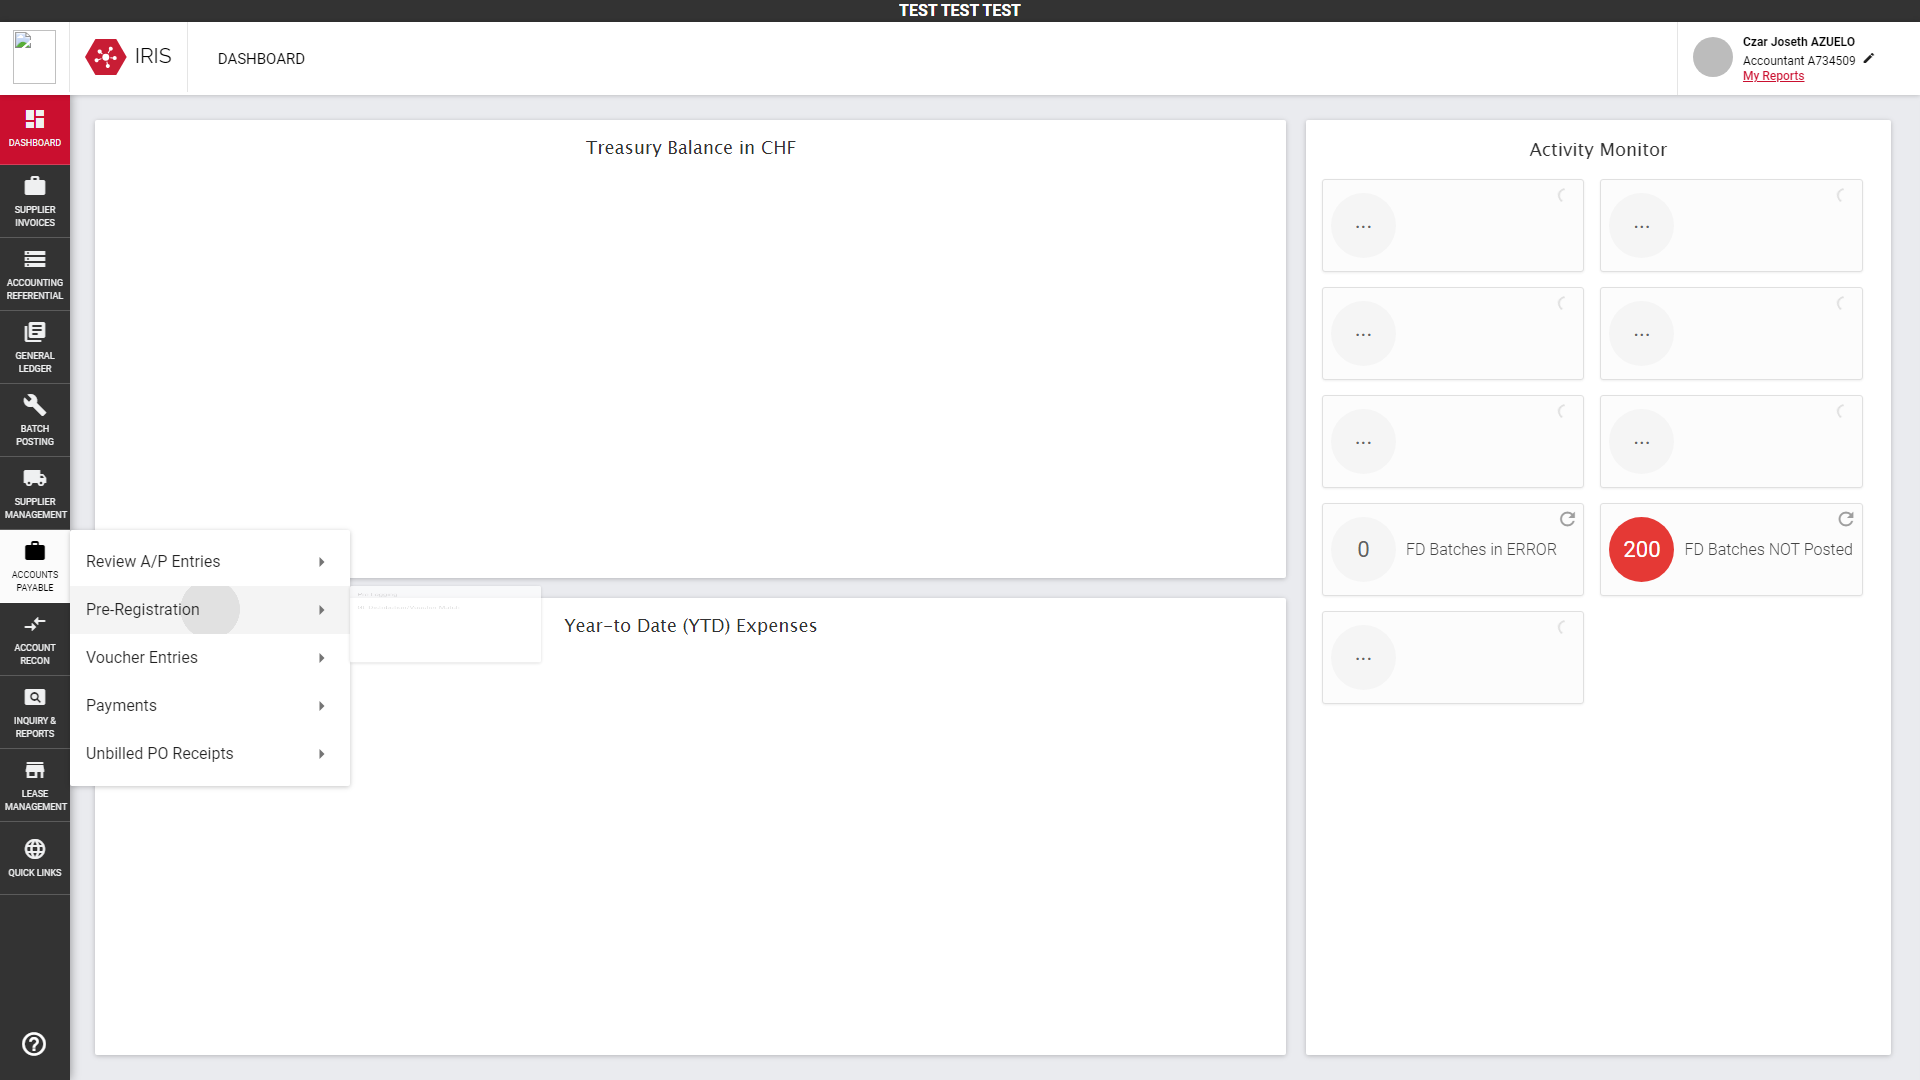 TEST TEST TEST
IRIS
DASHBOARD
Czar Joseth AZUELO
Accountant A734509
My Reports
DASHBOARD
SUPPLIER
INVOICES
ACCOUNTING
REFERENTIAL
GENERAL
LEDGER
BATCH
POSTING
SUPPLIER
MANAGEMENT
ACCOUNTS
PAYABLE
ACCOUNT
RECON
INQUIRY &
REPORTS
LEASE
MANAGEMENT
QUICK LINKS
Review A/P Entries
Pre-Registration
Voucher Entries
Payments
Unbilled PO Receipts
Treasury Balance in CHF
Year-to Date (YTD) Expenses
Activity Monitor
...
...
...
...
...
...
0 FD Batches in ERROR
200 FD Batches NOT Posted
...